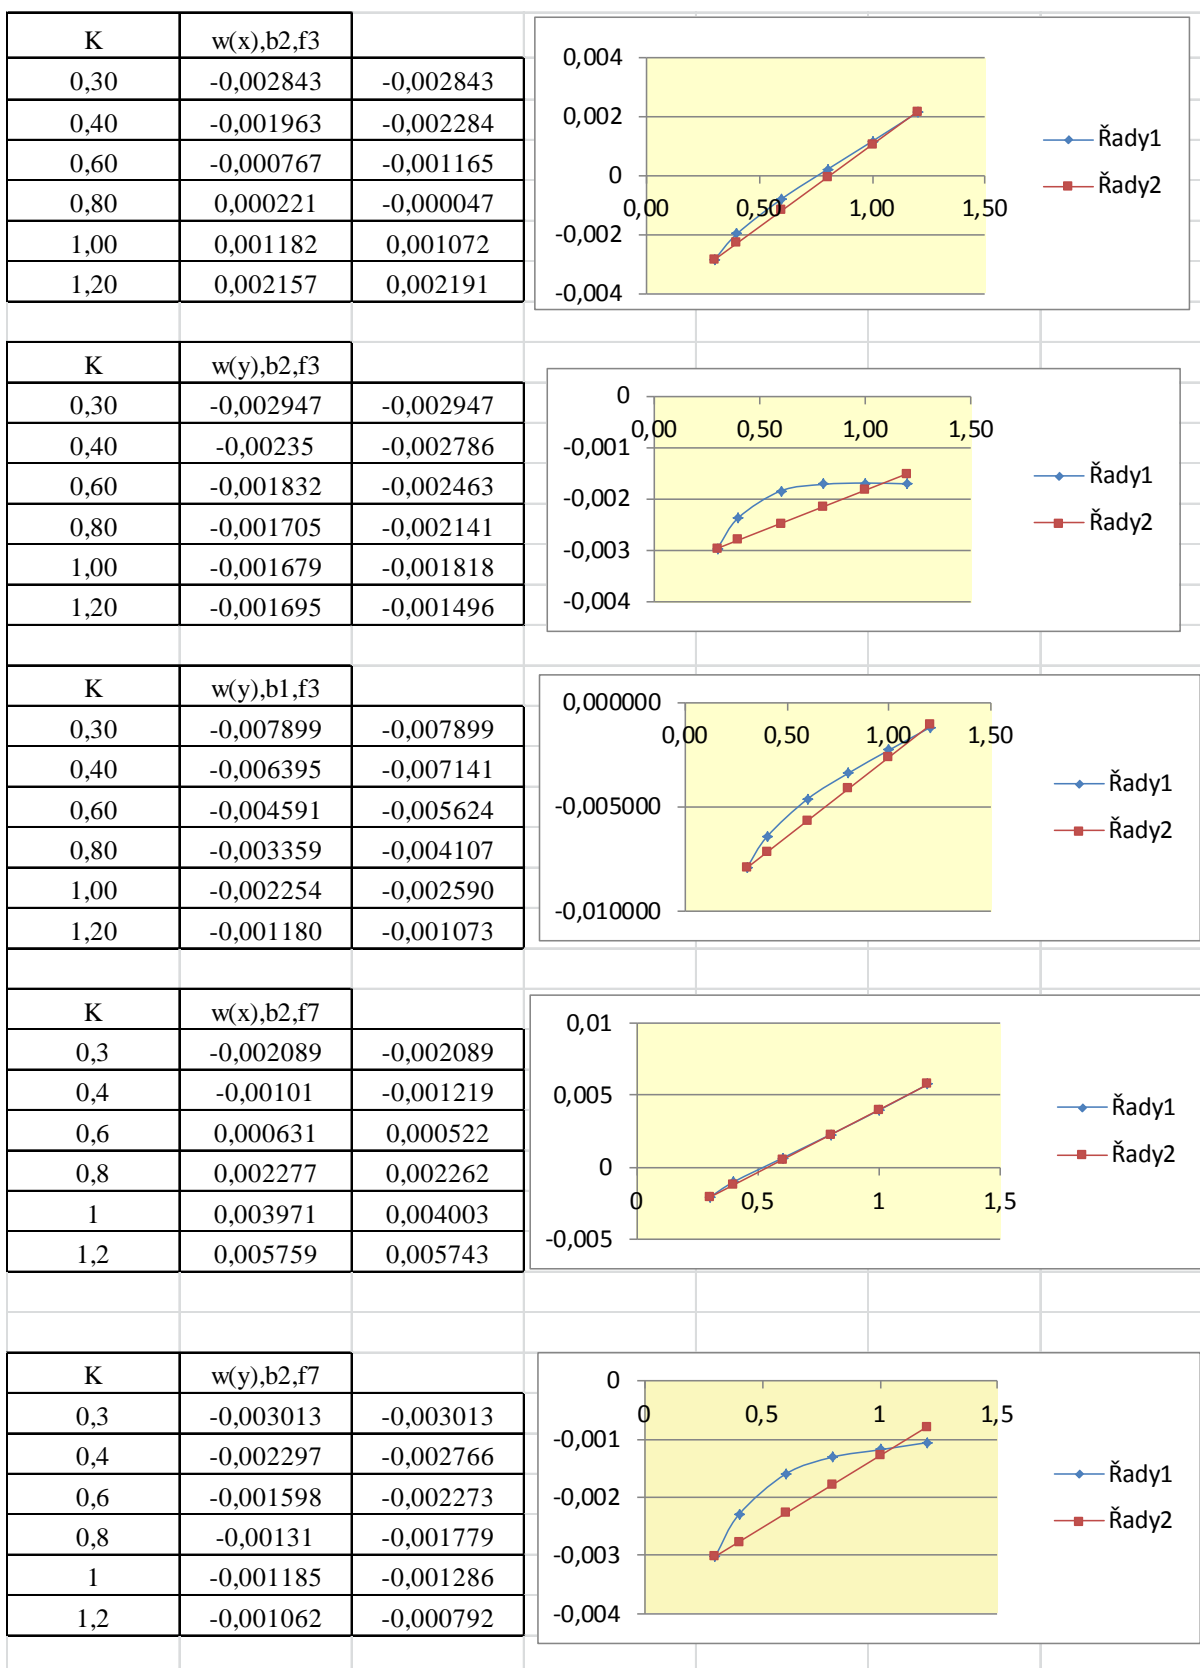 K w(x),b2,f3
0,30 -0,002843 -0,002843
0,40 -0,001963 -0,002284
0,60 -0,000767 -0,001165
0,80 0,000221 -0,000047
1,00 0,001182 0,001072
1,20 0,002157 0,002191
0,004
0,002
0
-0,002
-0,004
0,00 0,50 1,00 1,50
Řady1
Řady2
K w(y),b2,f3
0,30 -0,002947 -0,002947
0,40 -0,00235 -0,002786
0,60 -0,001832 -0,002463
0,80 -0,001705 -0,002141
1,00 -0,001679 -0,001818
1,20 -0,001695 -0,001496
0
-0,001
-0,002
-0,003
-0,004
0,00 0,50 1,00 1,50
Řady1
Řady2
K w(y),b1,f3
0,30 -0,007899 -0,007899
0,40 -0,006395 -0,007141
0,60 -0,004591 -0,005624
0,80 -0,003359 -0,004107
1,00 -0,002254 -0,002590
1,20 -0,001180 -0,001073
0,000000
-0,005000
-0,010000
0,00 0,50 1,00 1,50
Řady1
Řady2
K w(x),b2,f7
0,3 -0,002089 -0,002089
0,4 -0,00101 -0,001219
0,6 0,000631 0,000522
0,8 0,002277 0,002262
1 0,003971 0,004003
1,2 0,005759 0,005743
0,01
0,005
0
-0,005
0 0,5 1 1,5
Řady1
Řady2
K w(y),b2,f7
0,3 -0,003013 -0,003013
0,4 -0,002297 -0,002766
0,6 -0,001598 -0,002273
0,8 -0,00131 -0,001779
1 -0,001185 -0,001286
1,2 -0,001062 -0,000792
0
-0,001
-0,002
-0,003
-0,004
0 0,5 1 1,5
Řady1
Řady2